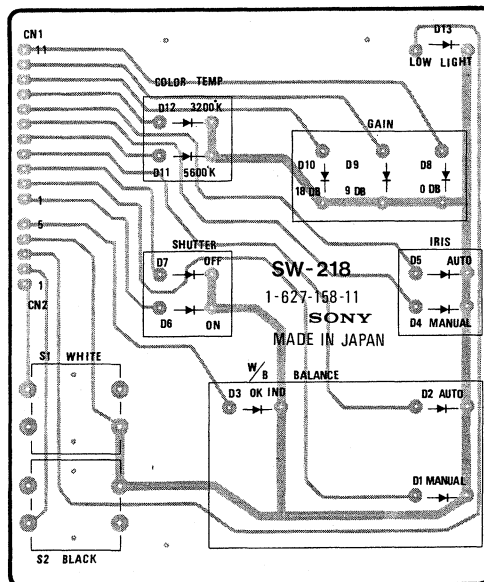 CN1
11
D13
LOW LIGHT
COLOR TEMP
D12 3200°K
D11 5600°K
GAIN
D10 D9 D8
18 DB 9 DB 0 DB
1
5
SHUTTER
D7 OFF
D6 ON
SW-218
1-627-158-11
SONY
MADE IN JAPAN
IRIS
D5 AUTO
D4 MANUAL
1
CN2
S1 WHITE
W/B BALANCE
D3 OK IND
D2 AUTO
D1 MANUAL
S2 BLACK